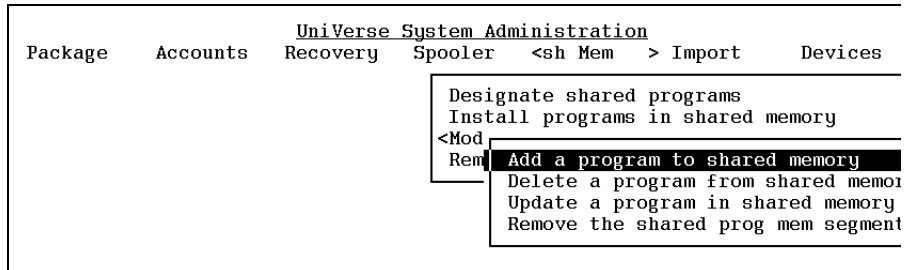 UniVerse System Administration
Package Accounts Recovery Spooler <sh Mem > Import Devices
Designate shared programs
Install programs in shared memory
<Mod
Rem Add a program to shared memory
Delete a program from shared memor
Update a program in shared memory
Remove the shared prog mem segment